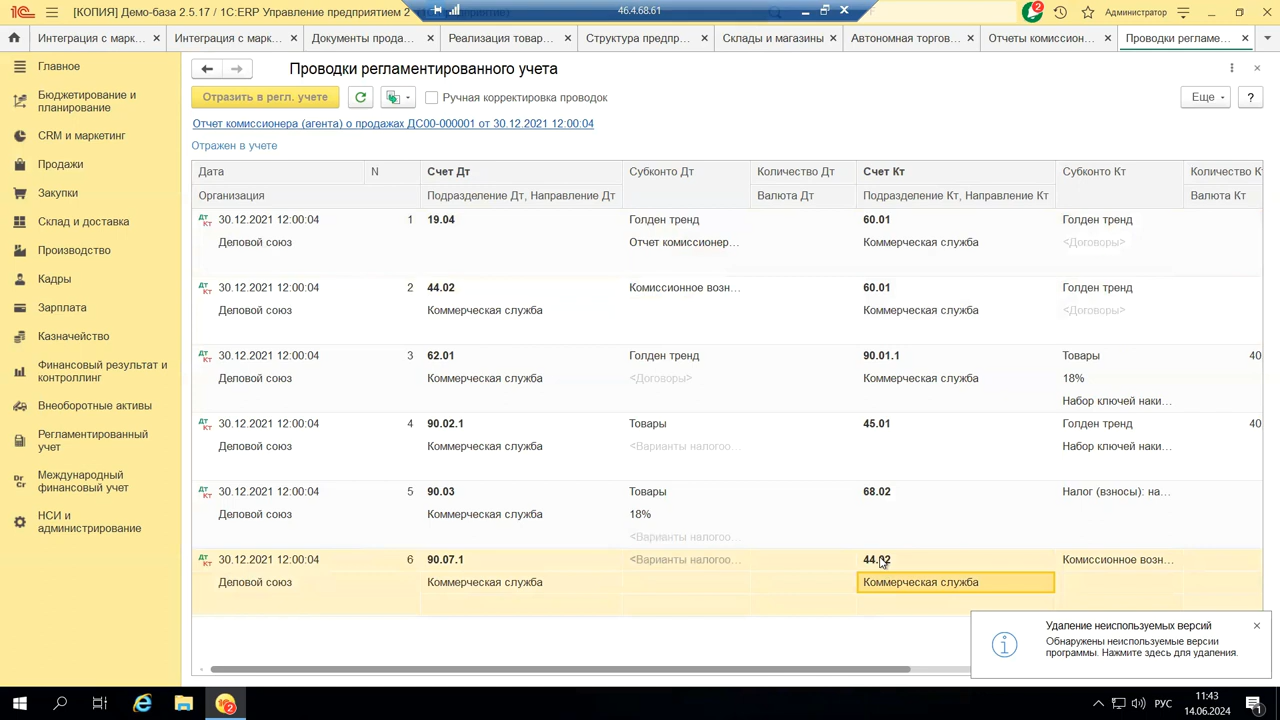 [КОПИЯ] Демо-база 2.5.17 / 1С:ERP Управление предприятием 2
46.4.68.61
2
Администратор
Интеграция с марк...
Интеграция с марк...
Документы прода...
Реализация товар...
Структура предпр...
Склады и магазины
Автономная торгов...
Отчеты комиссион...
Проводки регламе...
Главное
Бюджетирование и
планирование
CRM и маркетинг
Продажи
Закупки
Склад и доставка
Производство
Кадры
Зарплата
Казначейство
Финансовый результат и
контроллинг
Внеоборотные активы
Регламентированный
учет
Международный
финансовый учет
НСИ и
администрирование
Проводки регламентированного учета
Отразить в регл. учете
Ручная корректировка проводок
Еще
?
Отчет комиссионера (агента) о продажах ДС00-000001 от 30.12.2021 12:00:04
Отражен в учете
Дата N Счет Дт Субконто Дт Количество Дт Счет Кт Субконто Кт Количество К
Организация Подразделение Дт, Направление Дт Валюта Дт Подразделение Кт, Направление Кт Валюта Кт
Дт Кт 30.12.2021 12:00:04 1 19.04 Голден тренд 60.01 Голден тренд
Деловой союз Отчет комиссионер... Коммерческая служба <Договоры>
Дт Кт 30.12.2021 12:00:04 2 44.02 Комиссионное возн... 60.01 Голден тренд
Деловой союз Коммерческая служба Коммерческая служба <Договоры>
Дт Кт 30.12.2021 12:00:04 3 62.01 Голден тренд 90.01.1 Товары 40
Деловой союз Коммерческая служба <Договоры> Коммерческая служба 18%
Набор ключей наки...
Дт Кт 30.12.2021 12:00:04 4 90.02.1 Товары 45.01 Голден тренд 40
Деловой союз Коммерческая служба <Варианты налогоо... Коммерческая служба Набор ключей наки...
Дт Кт 30.12.2021 12:00:04 5 90.03 Товары 68.02 Налог (взносы): на...
Деловой союз Коммерческая служба 18%
<Варианты налогоо...
Дт Кт 30.12.2021 12:00:04 6 90.07.1 <Варианты налогоо... 44.02 Комиссионное возн...
Деловой союз Коммерческая служба Коммерческая служба
Удаление неиспользуемых версий
Обнаружены неиспользуемые версии
программы. Нажмите здесь для удаления.
2
РУС
11:43
14.06.2024
1